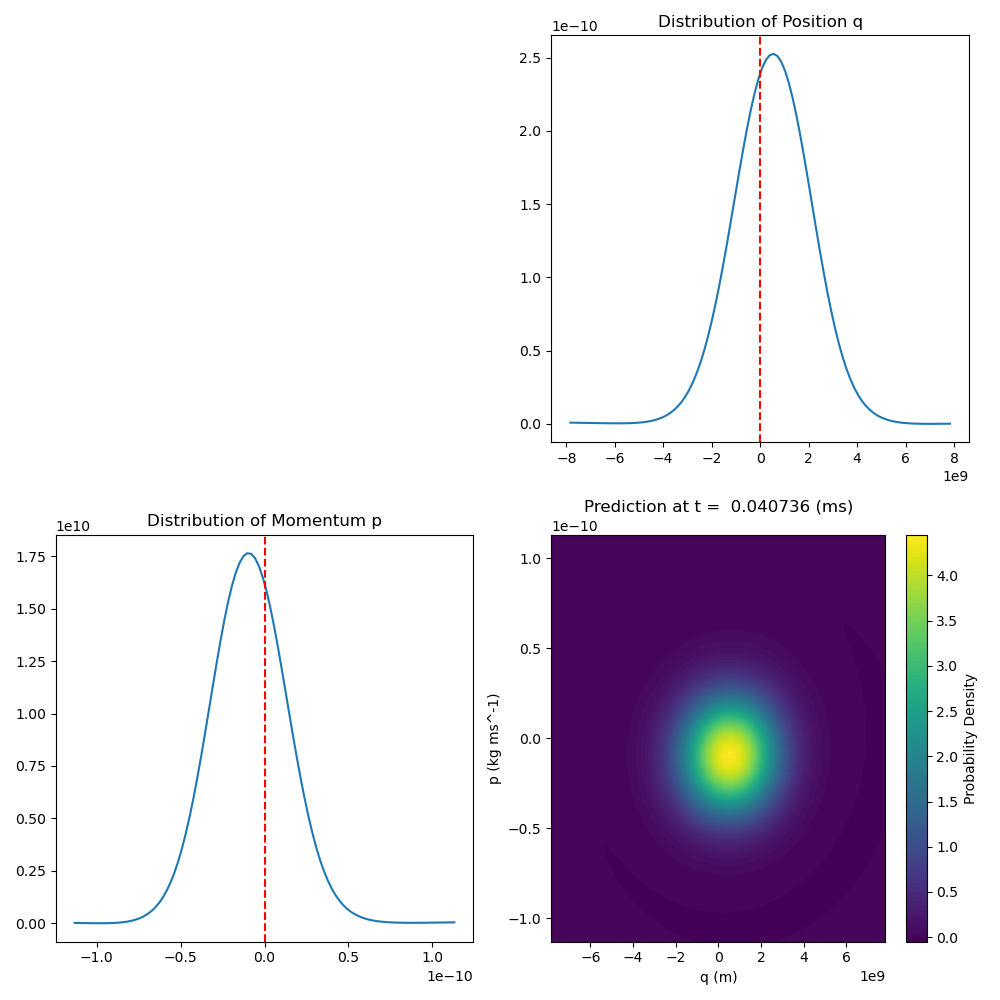 Distribution of Position q
1e−10
2.5
2.0
1.5
1.0
0.5
0.0
−8 −6 −4 −2 0 2 4 6 8
1e9
Distribution of Momentum p
1e10
1.75
1.50
1.25
1.00
0.75
0.50
0.25
0.00
−1.0 −0.5 0.0 0.5 1.0
1e−10
Prediction at t =  0.040736 (ms)
1e−10
1.0
0.5
0.0
−0.5
−1.0
p (kg ms^-1)
−6 −4 −2 0 2 4 6
1e9
q (m)
4.0
3.5
3.0
2.5
2.0
1.5
1.0
0.5
0.0
Probability Density